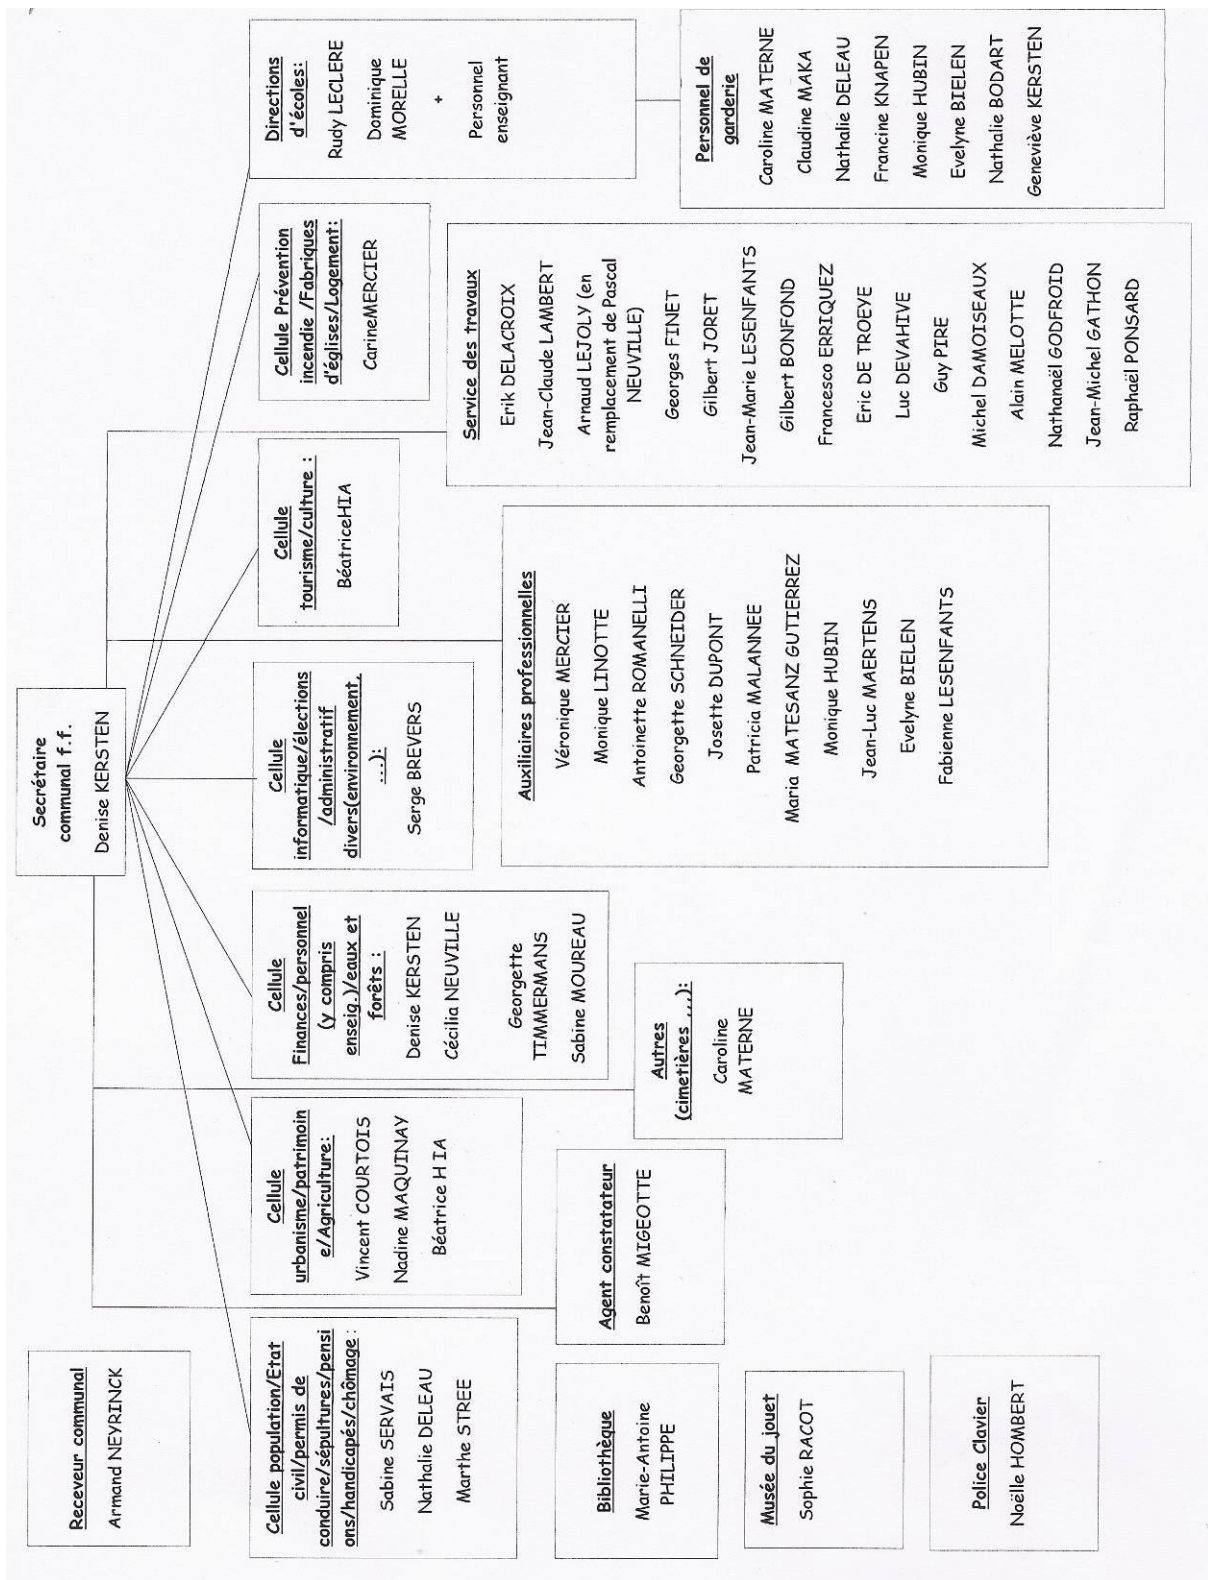 Secrétaire
communal f.f.
Denise KERSTEN
Receveur communal
Armand NEYRINCK
Cellule population/Etat
civil/permis de
conduire/sépultures/pensi
ons/handicapés/chômage :
Sabine SERVAIS
Nathalie DELEAU
Marthe STREE
Cellule
urbanisme/patrimoin
e/Agriculture:
Vincent COURTOIS
Nadine MAQUINAY
Béatrice H IA
Cellule
Finances/personnel
(y compris
enseig.)/eaux et
forêts :
Denise KERSTEN
Cécilia NEUVILLE
Georgette
TIMMERMANS
Sabine MOUREAU
Cellule
informatique/élections
/administratif
divers(environnement,
...):
Serge BREVERS
Cellule
tourisme/culture :
BéatriceHIA
Cellule Prévention
incendie /Fabriques
d'églises/Logement:
CarineMERCIER
Directions
d'écoles:
Rudy LECLERE
Dominique
MORELLE
+
Personnel
enseignant
Bibliothèque
Marie-Antoine
PHILIPPE
Agent constatateur
Benoît MIGEOTTE
Autres
(cimetières ...):
Caroline
MATERNE
Auxiliaires professionnelles
Véronique MERCIER
Monique LINOTTE
Antoinette ROMANELLI
Georgette SCHNEIDER
Josette DUPONT
Patricia MALANNEE
Maria MATESANZ GUTIERREZ
Monique HUBIN
Jean-Luc MAERTENS
Evelyne BIELEN
Fabienne LESENFANTS
Service des travaux
Erik DELACROIX
Jean-Claude LAMBERT
Arnaud LEJOLY (en
remplacement de Pascal
NEUVILLE)
Georges FINET
Gilbert JORET
Jean-Marie LESENFANTS
Gilbert BONFOND
Francesco ERRIQUEZ
Eric DE TROEYE
Luc DEVAHIVE
Guy PIRE
Michel DAMOISEAUX
Alain MELOTTE
Nathanaël GODFROID
Jean-Michel GATHON
Raphaël PONSARD
Personnel de
garderie
Caroline MATERNE
Claudine MAKA
Nathalie DELEAU
Francine KNAPEN
Monique HUBIN
Evelyne BIELEN
Nathalie BODART
Geneviève KERSTEN
Musée du jouet
Sophie RACOT
Police Clavier
Noëlle HOMBERT